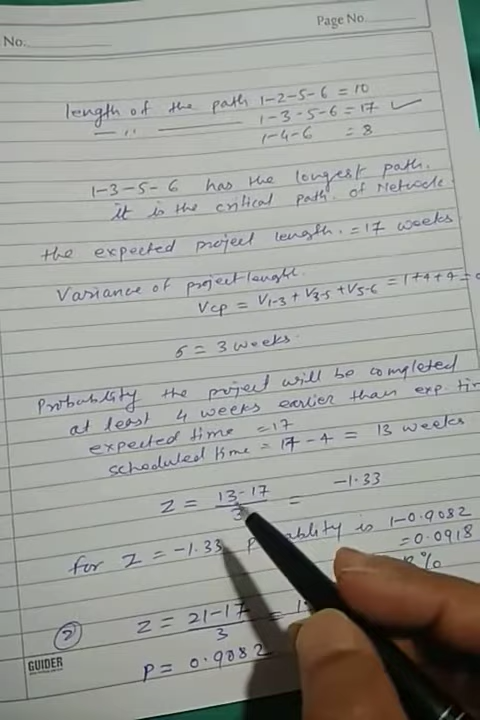 No.
Page No
length of the path 1-2-5-6 = 10
— ,, — 1-3-5-6 = 17 ✓
1-4-6 = 8
1-3-5-6 has the longest path.
it is the critical path. of Network.
the expected project length. = 17 weeks
Variance of project lenght.
Vcp = V1-3 + V3-5 + V5-6 = 1+4+4 =
6 = 3 weeks.
Probability the project will be completed
at least 4 weeks earlier than exp. tim
expected time = 17
scheduled time = 17-4 = 13 weeks
Z = 13-17 / 3 = -1.33
for Z = -1.33 is 1-0.9082
= 0.0918
%
② Z = 21-17 / 3 =
P = 0.9082
GUIDER